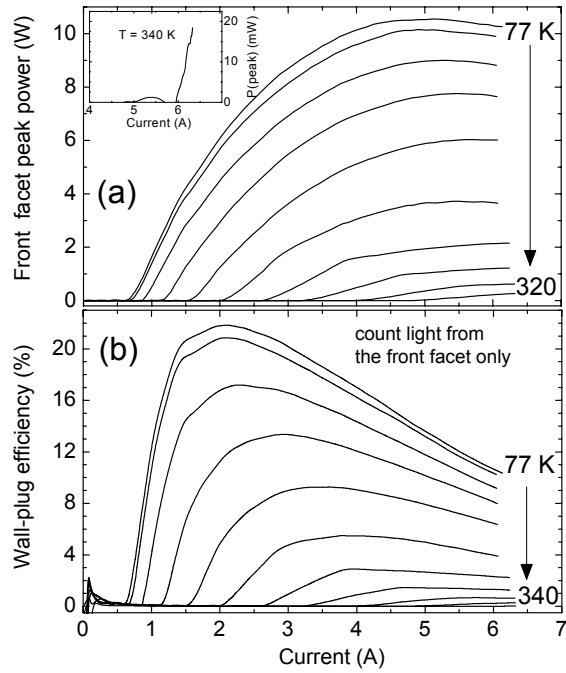 10
8
6
4
2
0
Front facet peak power (W)
(a)
T = 340 K
20
10
0
P(peak) (mW)
4 5 6
Current (A)
77 K
320
20
16
12
8
4
0
Wall-plug efficiency (%)
(b)
count light from
the front facet only
77 K
340
0 1 2 3 4 5 6 7
Current (A)